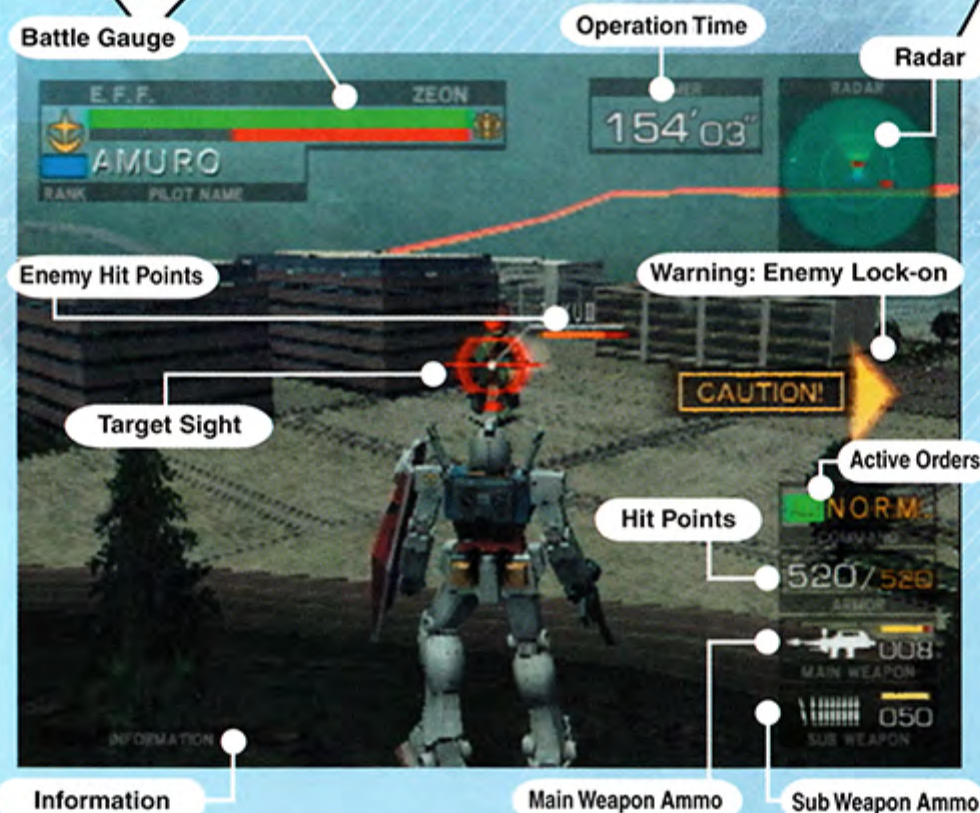 Battle Gauge
Operation Time
Radar
E.F.F. ZEON
RADAR
154'03"
AMURO
RANK PILOT NAME
Enemy Hit Points
Warning: Enemy Lock-on
CAUTION!
Target Sight
Active Orders
NORM.
COMMAND
Hit Points
520/520
ARMOR
008
MAIN WEAPON
050
SUB WEAPON
INFORMATION
Information
Main Weapon Ammo
Sub Weapon Ammo